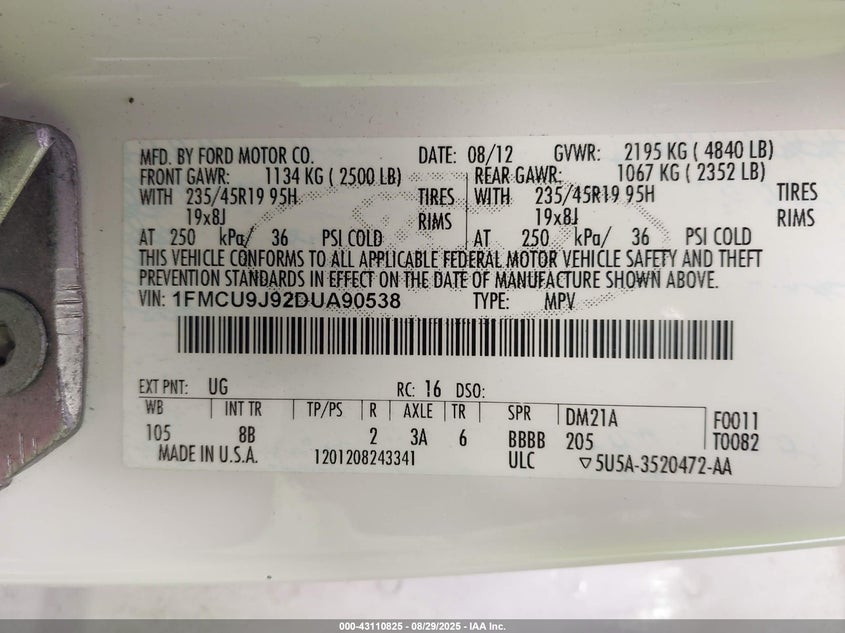 MFD. BY FORD MOTOR CO. DATE: 08/12 GVWR: 2195 KG ( 4840 LB)
FRONT GAWR: 1134 KG ( 2500 LB) REAR GAWR: 1067 KG ( 2352 LB)
WITH 235/45R19 95H TIRES WITH 235/45R19 95H TIRES
19x8J RIMS 19x8J RIMS
AT 250 kPa/ 36 PSI COLD AT 250 kPa/ 36 PSI COLD
THIS VEHICLE CONFORMS TO ALL APPLICABLE FEDERAL MOTOR VEHICLE SAFETY AND THEFT
PREVENTION STANDARDS IN EFFECT ON THE DATE OF MANUFACTURE SHOWN ABOVE.
VIN: 1FMCU9J92DUA90538 TYPE: MPV
EXT PNT: UG RC: 16 DSO:
WB INT TR TP/PS R AXLE TR SPR DM21A F0011
105 8B 2 3A 6 BBBB 205 T0082
MADE IN U.S.A. 1201208243341 ULC ▽5U5A-3520472-AA
000-43110825 - 08/29/2025 - IAA Inc.